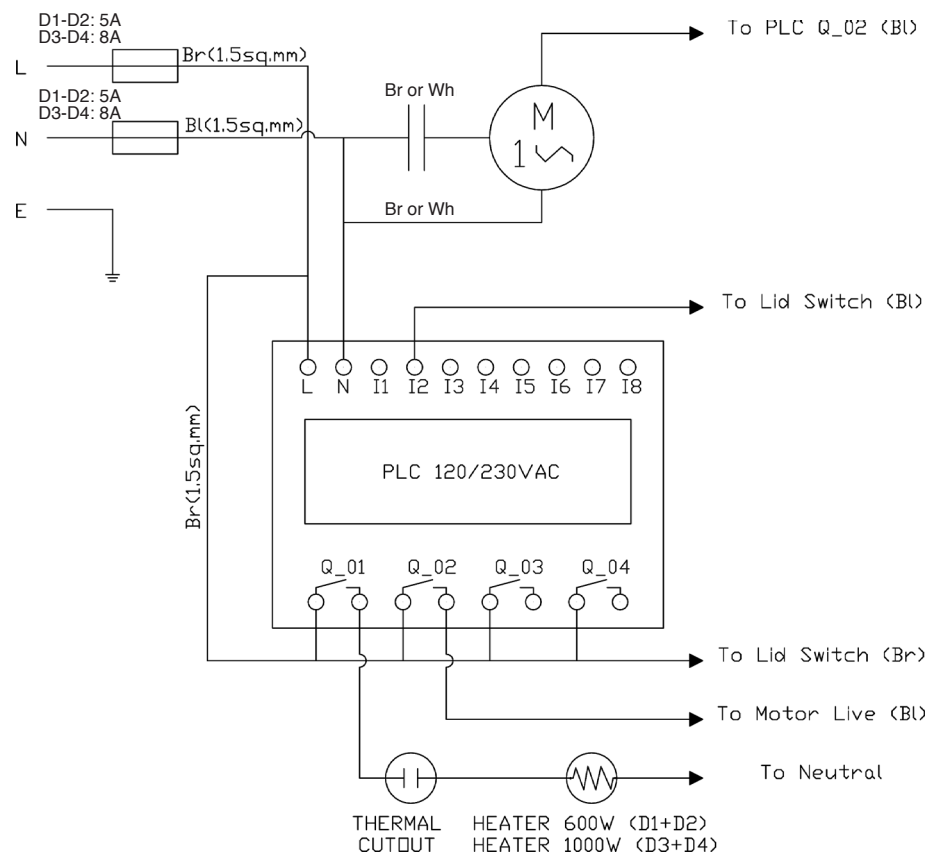 D1-D2: 5A
D3-D4: 8A
To PLC Q_02 (Bl)
L
Br(1.5sq.mm)
D1-D2: 5A
D3-D4: 8A
Br or Wh
N
Bl(1.5sq.mm)
M
1
E
Br or Wh
To Lid Switch (Bl)
L N I1 I2 I3 I4 I5 I6 I7 I8
Br(1.5sq.mm)
PLC 120/230VAC
Q_01 Q_02 Q_03 Q_04
To Lid Switch (Br)
To Motor Live (Bl)
To Neutral
THERMAL
CUTOUT
HEATER 600W (D1+D2)
HEATER 1000W (D3+D4)